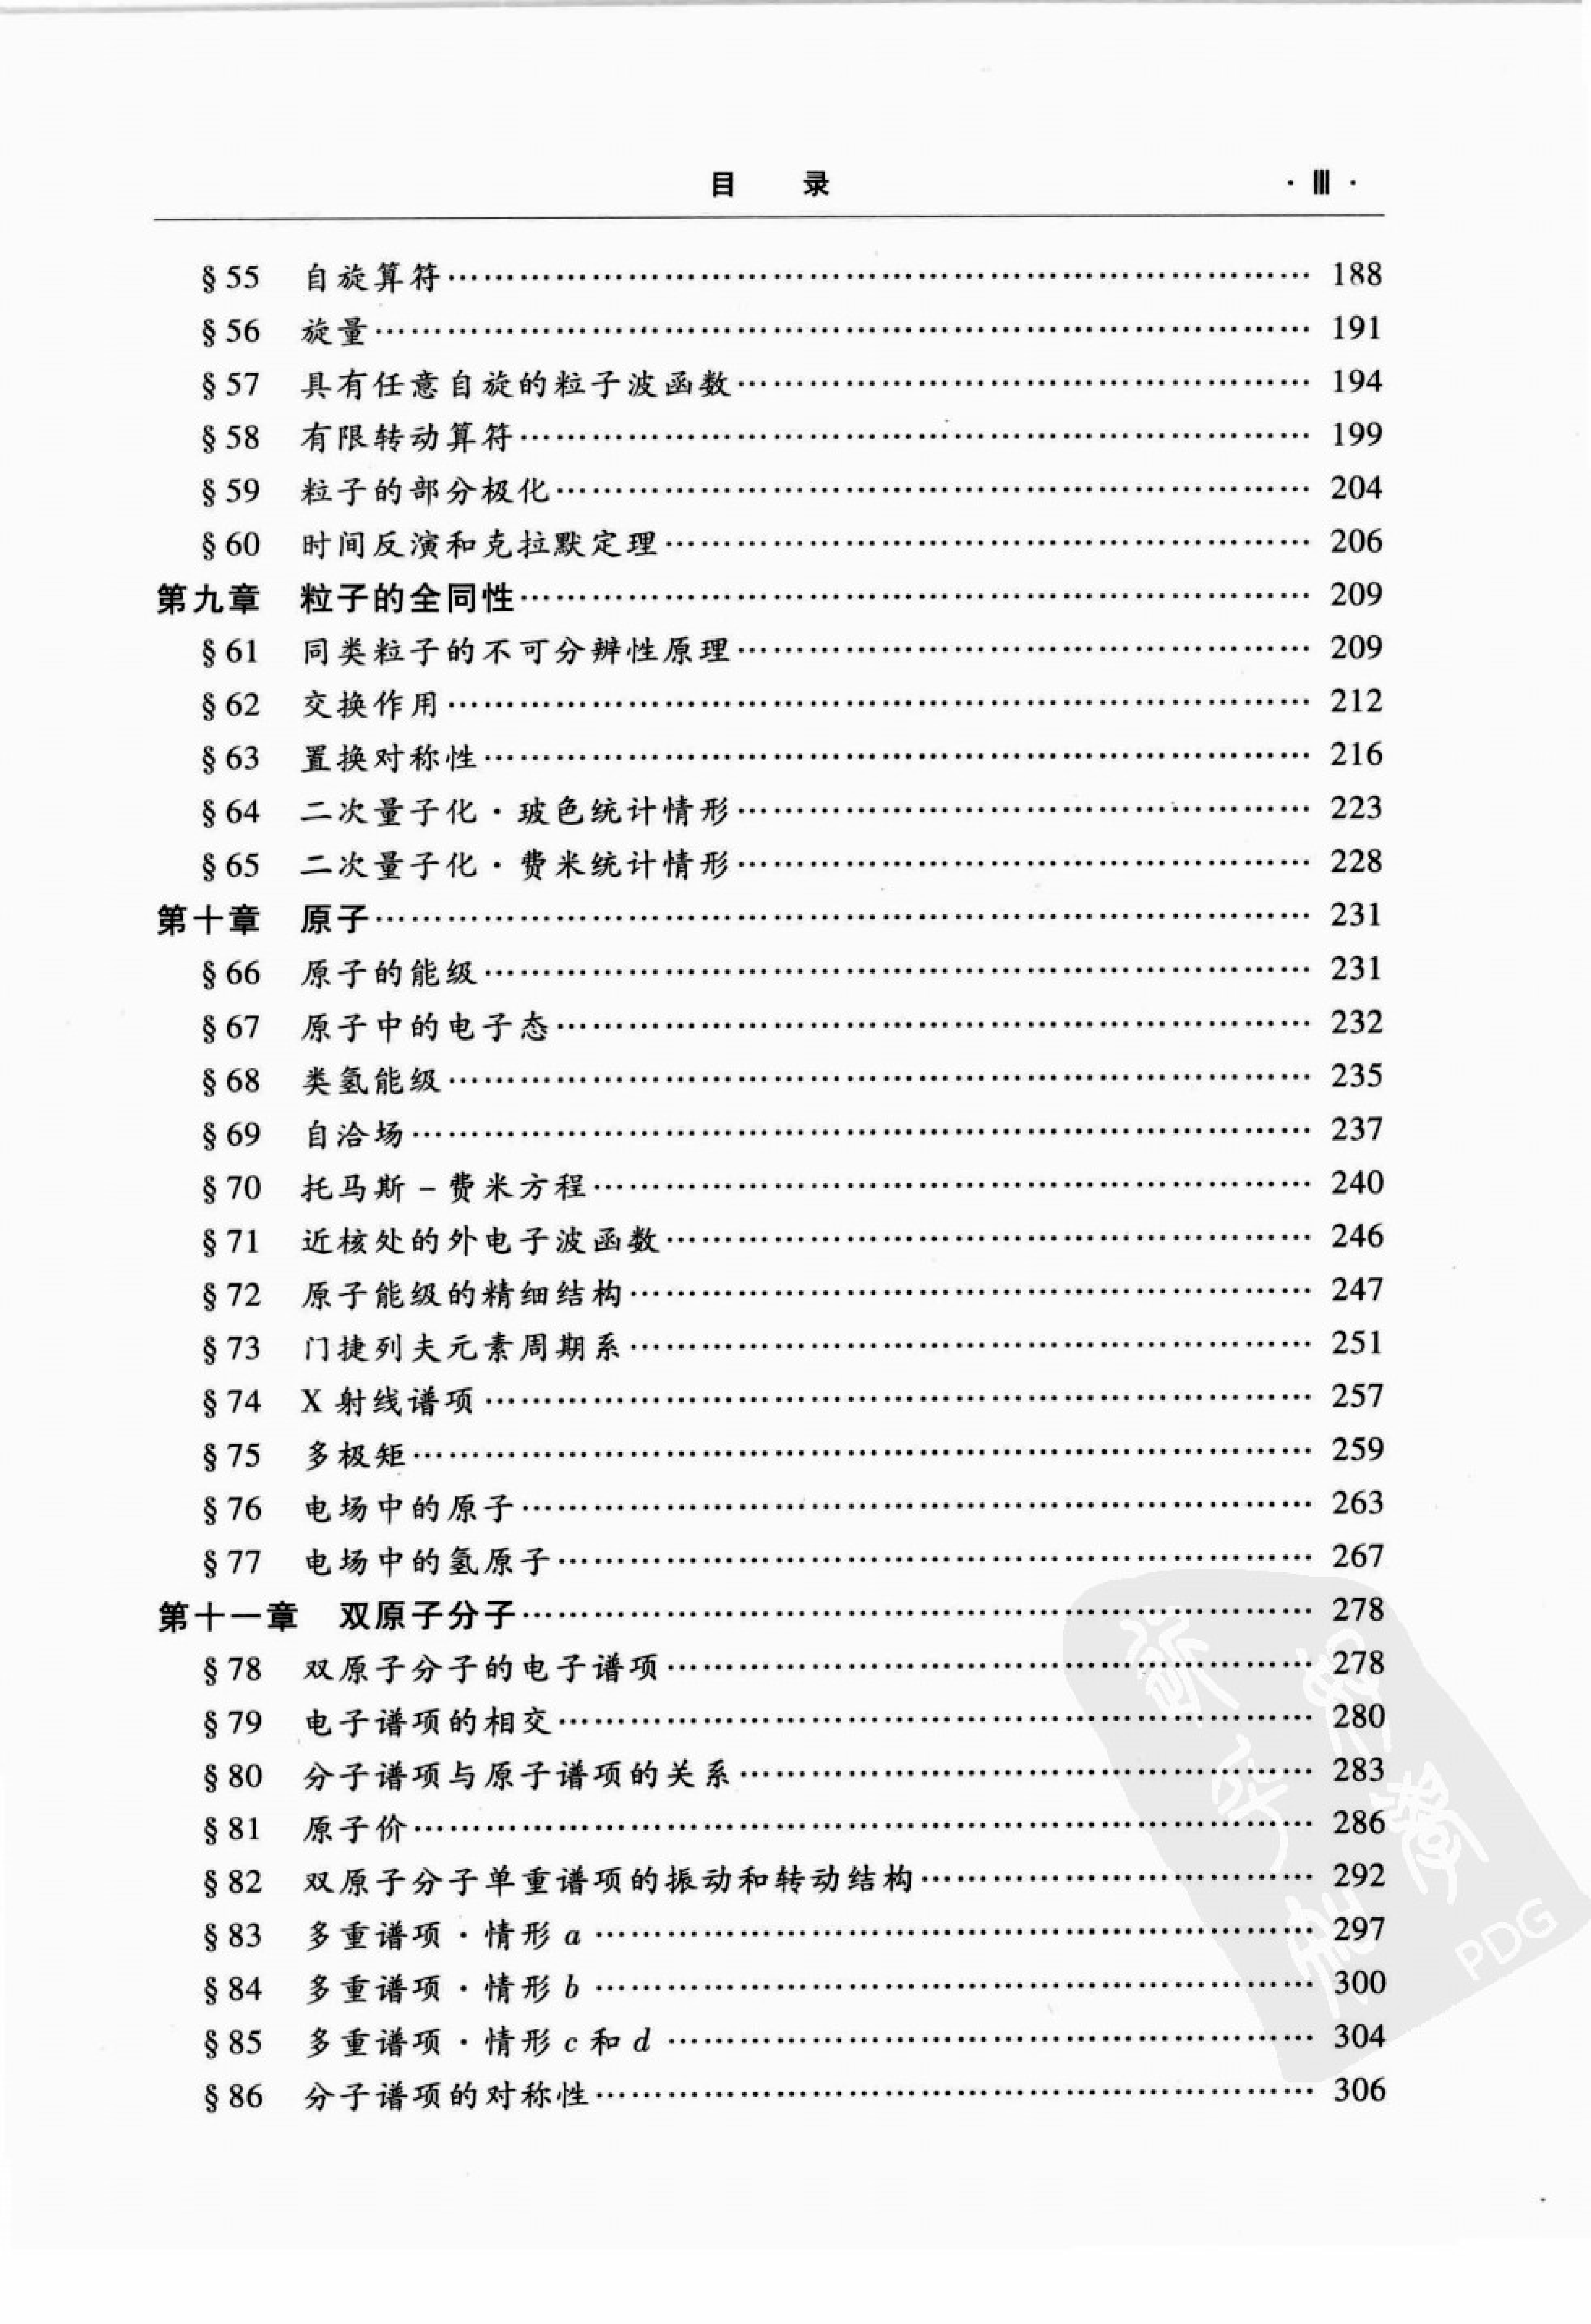 目 录 · Ⅲ ·
§55 自旋算符…… 188
§56 旋量…… 191
§57 具有任意自旋的粒子波函数…… 194
§58 有限转动算符…… 199
§59 粒子的部分极化…… 204
§60 时间反演和克拉默定理…… 206
第九章 粒子的全同性…… 209
§61 同类粒子的不可分辨性原理…… 209
§62 交换作用…… 212
§63 置换对称性…… 216
§64 二次量子化·玻色统计情形…… 223
§65 二次量子化·费米统计情形…… 228
第十章 原子…… 231
§66 原子的能级…… 231
§67 原子中的电子态…… 232
§68 类氢能级…… 235
§69 自洽场…… 237
§70 托马斯–费米方程…… 240
§71 近核处的外电子波函数…… 246
§72 原子能级的精细结构…… 247
§73 门捷列夫元素周期系…… 251
§74 X射线谱项…… 257
§75 多极矩…… 259
§76 电场中的原子…… 263
§77 电场中的氢原子…… 267
第十一章 双原子分子…… 278
§78 双原子分子的电子谱项…… 278
§79 电子谱项的相交…… 280
§80 分子谱项与原子谱项的关系…… 283
§81 原子价…… 286
§82 双原子分子单重谱项的振动和转动结构…… 292
§83 多重谱项·情形 a…… 297
§84 多重谱项·情形 b…… 300
§85 多重谱项·情形 c 和 d…… 304
§86 分子谱项的对称性…… 306
PDG